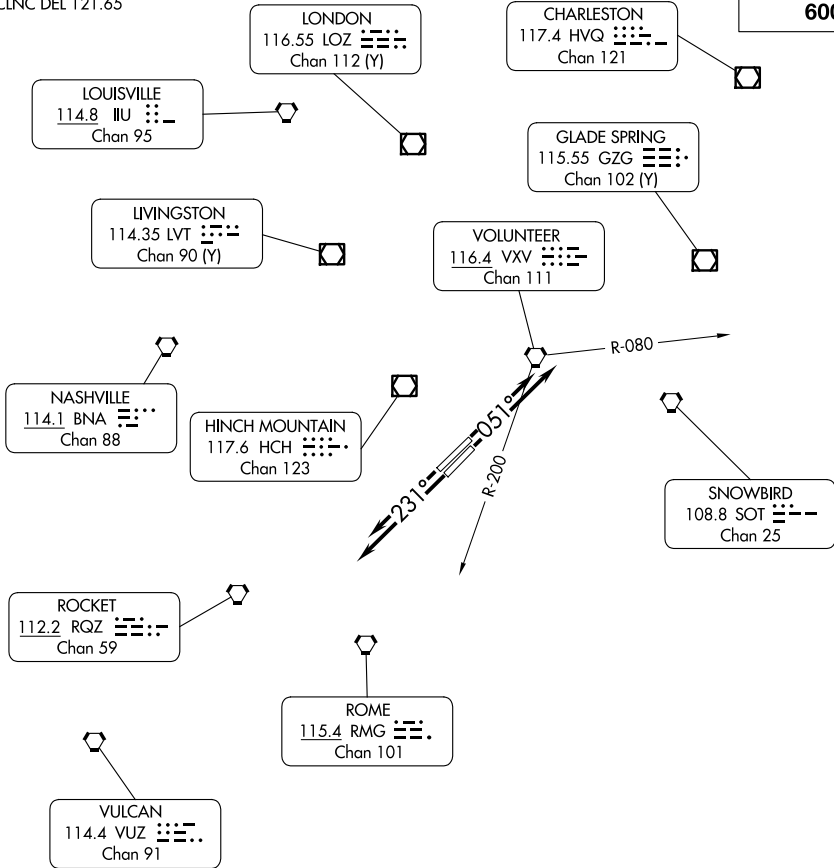 CLNC DEL 121.65
600
LONDON
116.55 LOZ
Chan 112 (Y)
CHARLESTON
117.4 HVQ
Chan 121
LOUISVILLE
114.8 IIU
Chan 95
GLADE SPRING
115.55 GZG
Chan 102 (Y)
LIVINGSTON
114.35 LVT
Chan 90 (Y)
VOLUNTEER
116.4 VXV
Chan 111
R-080
NASHVILLE
114.1 BNA
Chan 88
HINCH MOUNTAIN
117.6 HCH
Chan 123
051°
231°
R-200
SNOWBIRD
108.8 SOT
Chan 25
ROCKET
112.2 RQZ
Chan 59
ROME
115.4 RMG
Chan 101
VULCAN
114.4 VUZ
Chan 91